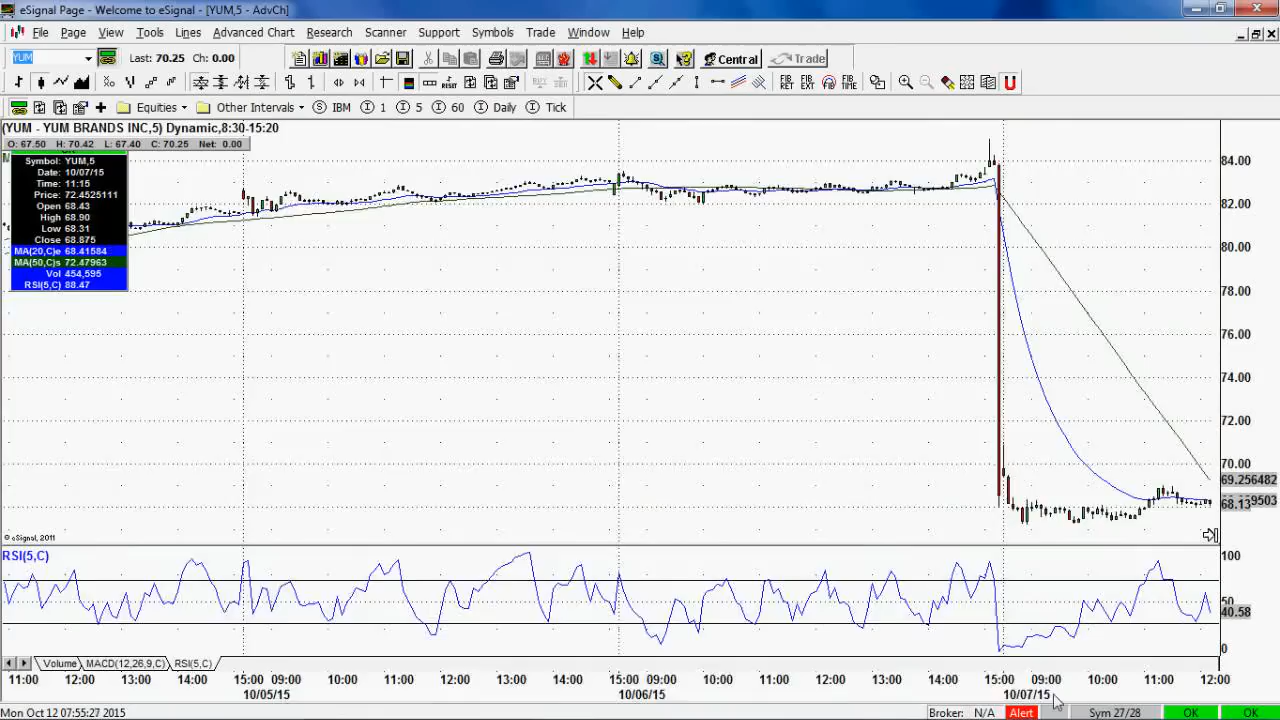 eSignal Page - Welcome to eSignal - [YUM,5 - AdvCh]
File Page View Tools Lines Advanced Chart Research Scanner Support Symbols Trade Window Help
YUM Last: 70.25 Ch: 0.00 Central Trade
RESET BUY FIB RET FIB EXT FIB TIME
Equities Other Intervals S IBM I 1 I 5 I 60 I Daily I Tick
(YUM - YUM BRANDS INC,5) Dynamic,8:30-15:20
O: 67.50 H: 70.42 L: 67.40 C: 70.25 Net: 0.00
Symbol: YUM,5
Date: 10/07/15
Time: 11:15
Price: 72.4525111
Open 68.43
High 68.90
Low 68.31
Close 68.875
MA(20,C)e 68.41584
MA(50,C)s 72.47963
Vol 454,595
RSI(5,C) 88.47
84.00
82.00
80.00
78.00
76.00
74.00
72.00
70.00
69.256482
68.13
9503
© eSignal, 2011
RSI(5,C)
100
50
40.58
0
Volume MACD(12,26,9,C) RSI(5,C)
11:00 12:00 15:00 09:00 10:00 11:00 12:00 13:00 14:00 15:00 09:00 10:00 11:00 12:00 13:00 14:00 15:00 09:00 10:00 11:00 12:00
10/05/15 10/06/15 10/07/15
Mon Oct 12 07:55:27 2015 Broker: N/A Alert Sym 27/28 OK OK